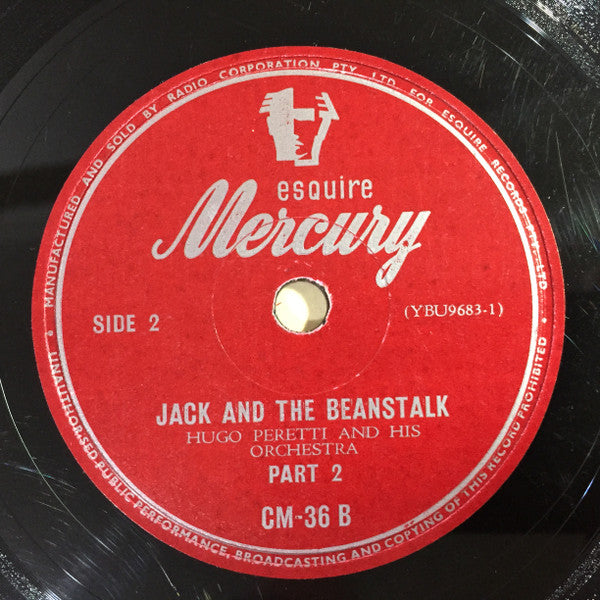 • MANUFACTURED AND SOLD BY RADIO CORPORATION PTY. LTD. FOR ESQUIRE RECORDS PTY. LTD.
esquire
Mercury
SIDE 2
(YBU9683-1)
JACK AND THE BEANSTALK
HUGO PERETTI AND HIS
ORCHESTRA
PART 2
CM-36 B
UNAUTHORISED PUBLIC PERFORMANCE, BROADCASTING AND COPYING OF THIS RECORD PROHIBITED •